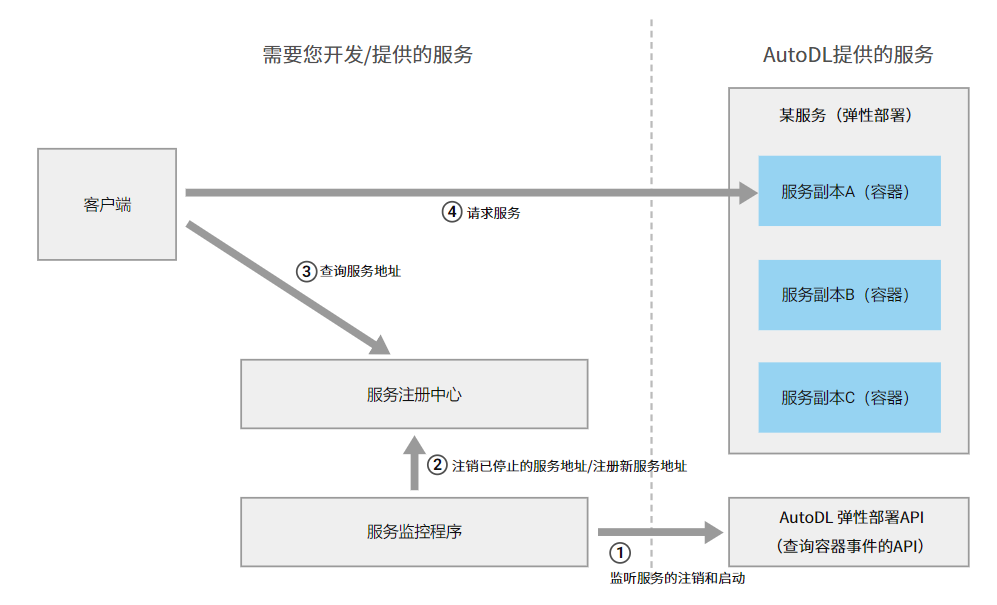 需要您开发/提供的服务
AutoDL提供的服务
某服务（弹性部署）
客户端
服务副本A（容器）
④ 请求服务
③ 查询服务地址
服务副本B（容器）
服务注册中心
服务副本C（容器）
② 注销已停止的服务地址/注册新服务地址
服务监控程序
AutoDL 弹性部署API
（查询容器事件的API）
①
监听服务的注销和启动